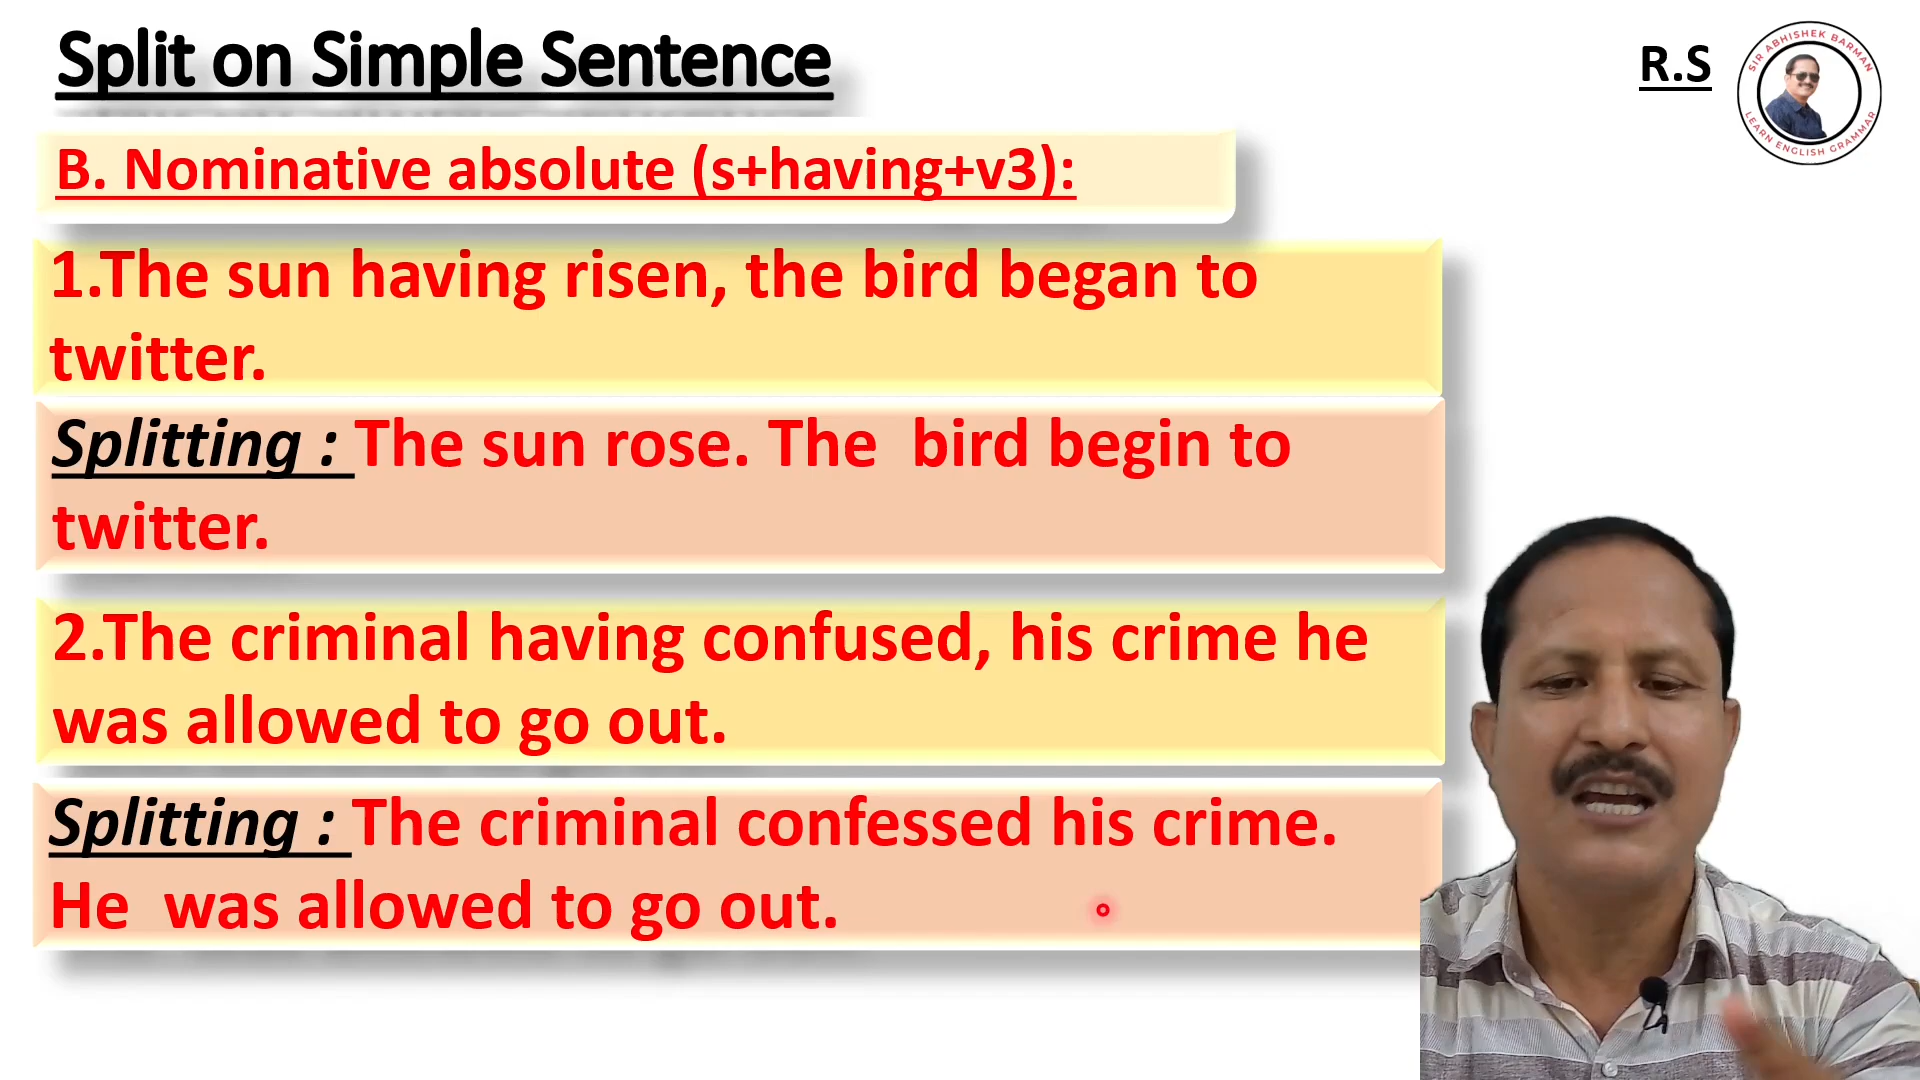 Split on Simple Sentence
R.S
SIR ABHISHEK BARMAN
LEARN ENGLISH GRAMMAR
B. Nominative absolute (s+having+v3):
1.The sun having risen, the bird began to
twitter.
Splitting : The sun rose. The  bird begin to
twitter.
2.The criminal having confused, his crime he
was allowed to go out.
Splitting : The criminal confessed his crime.
He  was allowed to go out.